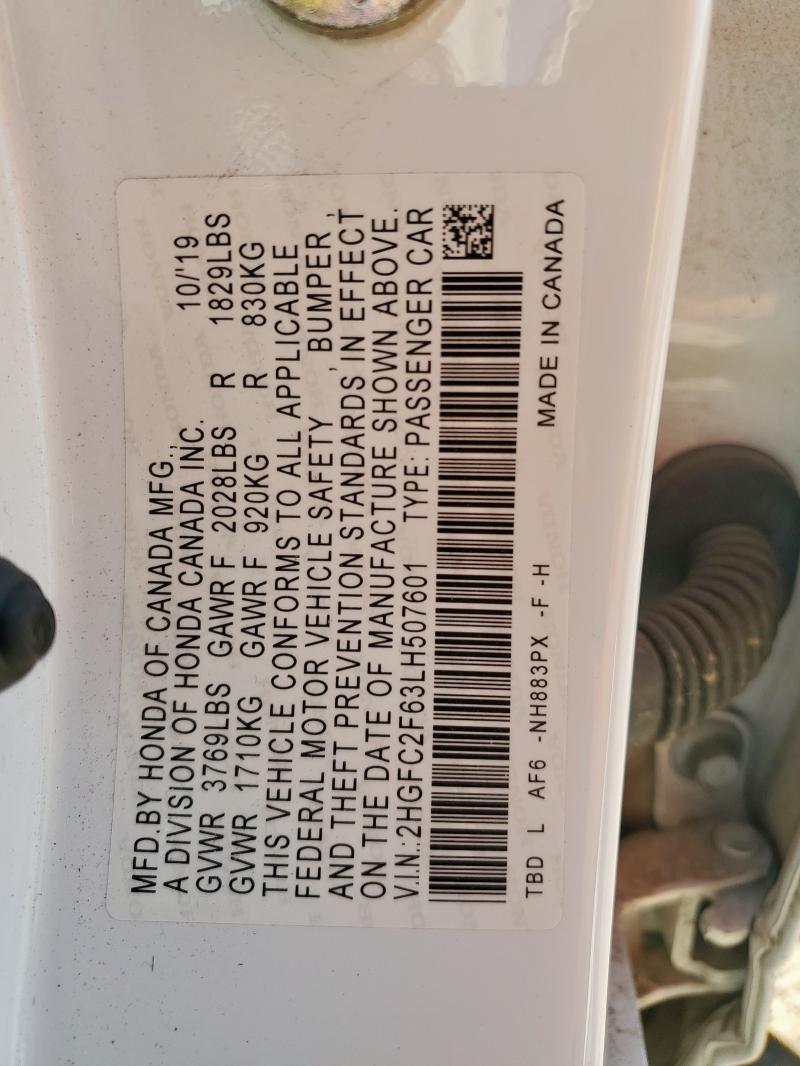 MFD.BY HONDA OF CANADA MFG.,
A DIVISION OF HONDA CANADA INC. 10/'19
GVWR 3769LBS GAWR F 2028LBS R 1829LBS
GVWR 1710KG GAWR F 920KG R 830KG
THIS VEHICLE CONFORMS TO ALL APPLICABLE
FEDERAL MOTOR VEHICLE SAFETY , BUMPER ,
AND THEFT PREVENTION STANDARDS IN EFFECT
ON THE DATE OF MANUFACTURE SHOWN ABOVE.
V.I.N.:2HGFC2F63LH507601 TYPE: PASSENGER CAR
TBD L AF6 -NH883PX -F -H MADE IN CANADA